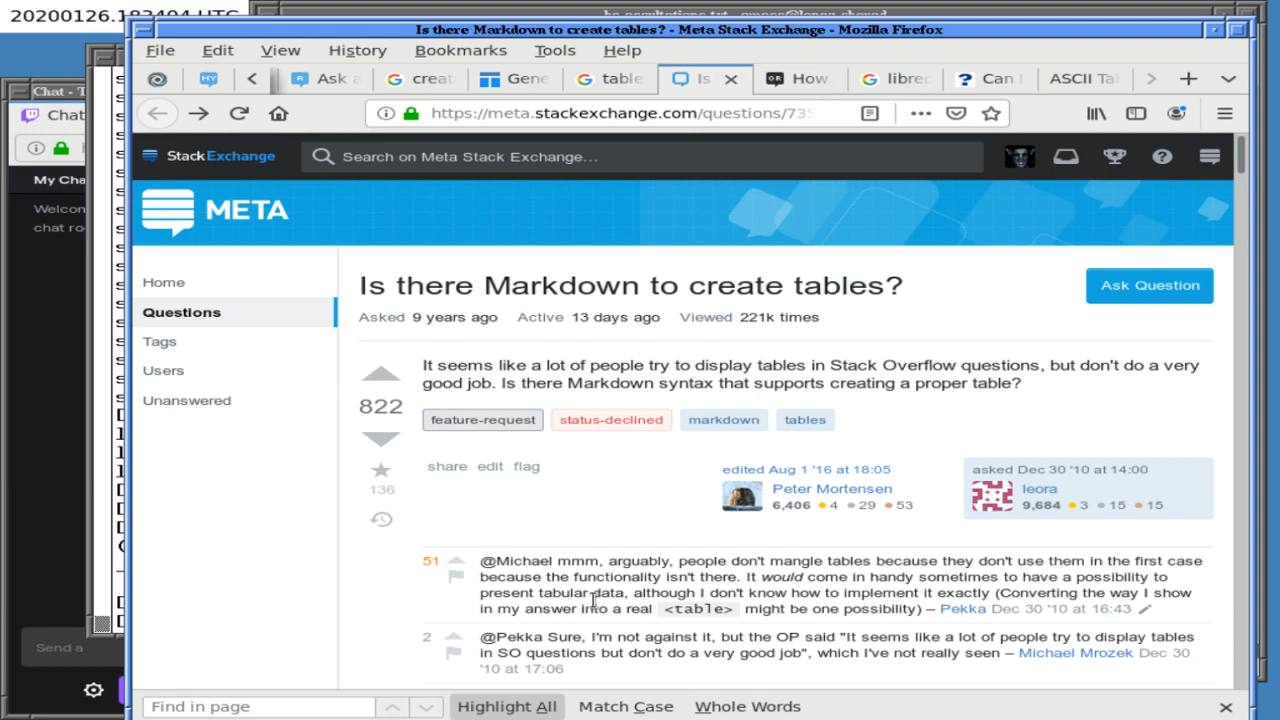 20200126.183404 UTC
Is there Markdown to create tables? - Meta Stack Exchange - Mozilla Firefox
File Edit View History Bookmarks Tools Help
Chat - T
MY
Ask a
creat
Gene
table
Is
How
libre
Can I
ASCII Ta
Chat
https://meta.stackexchange.com/questions/735
StackExchange
Search on Meta Stack Exchange...
My Cha
Welcon
chat ro
META
Home
Questions
Tags
Users
Unanswered
Is there Markdown to create tables?
Ask Question
Asked 9 years ago Active 13 days ago Viewed 221k times
It seems like a lot of people try to display tables in Stack Overflow questions, but don't do a very
good job. Is there Markdown syntax that supports creating a proper table?
822
feature-request status-declined markdown tables
share edit flag
136
edited Aug 1 '16 at 18:05
Peter Mortensen
6,406 ●4 ●29 ●53
asked Dec 30 '10 at 14:00
leora
9,684 ●3 ●15 ●15
51
@Michael mmm, arguably, people don't mangle tables because they don't use them in the first case
because the functionality isn't there. It would come in handy sometimes to have a possibility to
present tabular data, although I don't know how to implement it exactly (Converting the way I show
in my answer into a real <table> might be one possibility) – Pekka Dec 30 '10 at 16:43
2
@Pekka Sure, I'm not against it, but the OP said "It seems like a lot of people try to display tables
in SO questions but don't do a very good job", which I've not really seen – Michael Mrozek Dec 30
'10 at 17:06
Send a
Find in page
Highlight All Match Case Whole Words